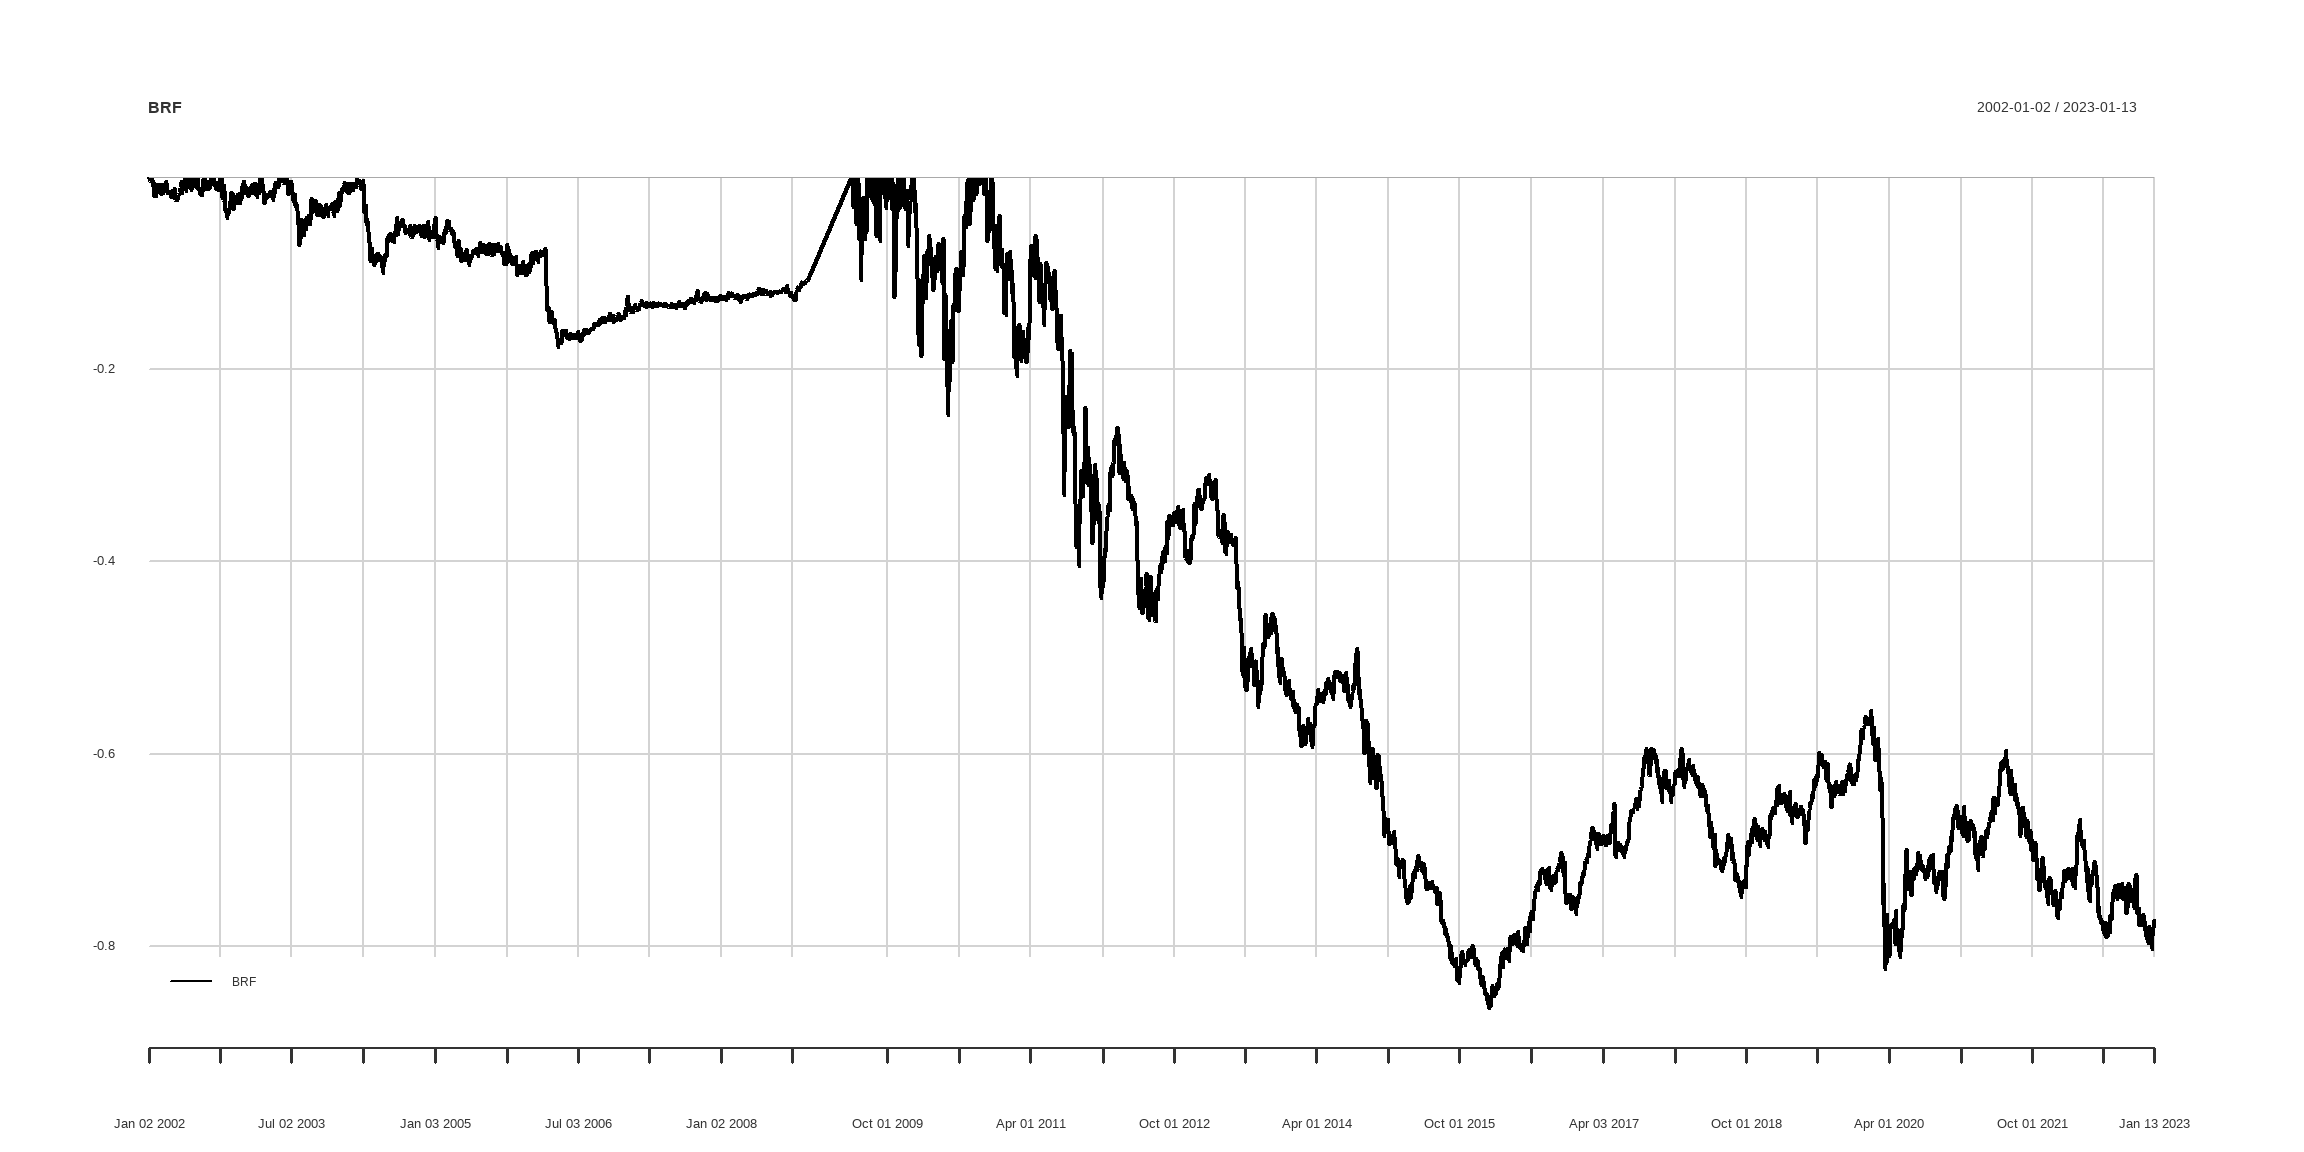 BRF
2002-01-02 / 2023-01-13
-0.2
-0.4
-0.6
-0.8
BRF
Jan 02 2002 Jul 02 2003 Jan 03 2005 Jul 03 2006 Jan 02 2008 Oct 01 2009 Apr 01 2011 Oct 01 2012 Apr 01 2014 Oct 01 2015 Apr 03 2017 Oct 01 2018 Apr 01 2020 Oct 01 2021 Jan 13 2023